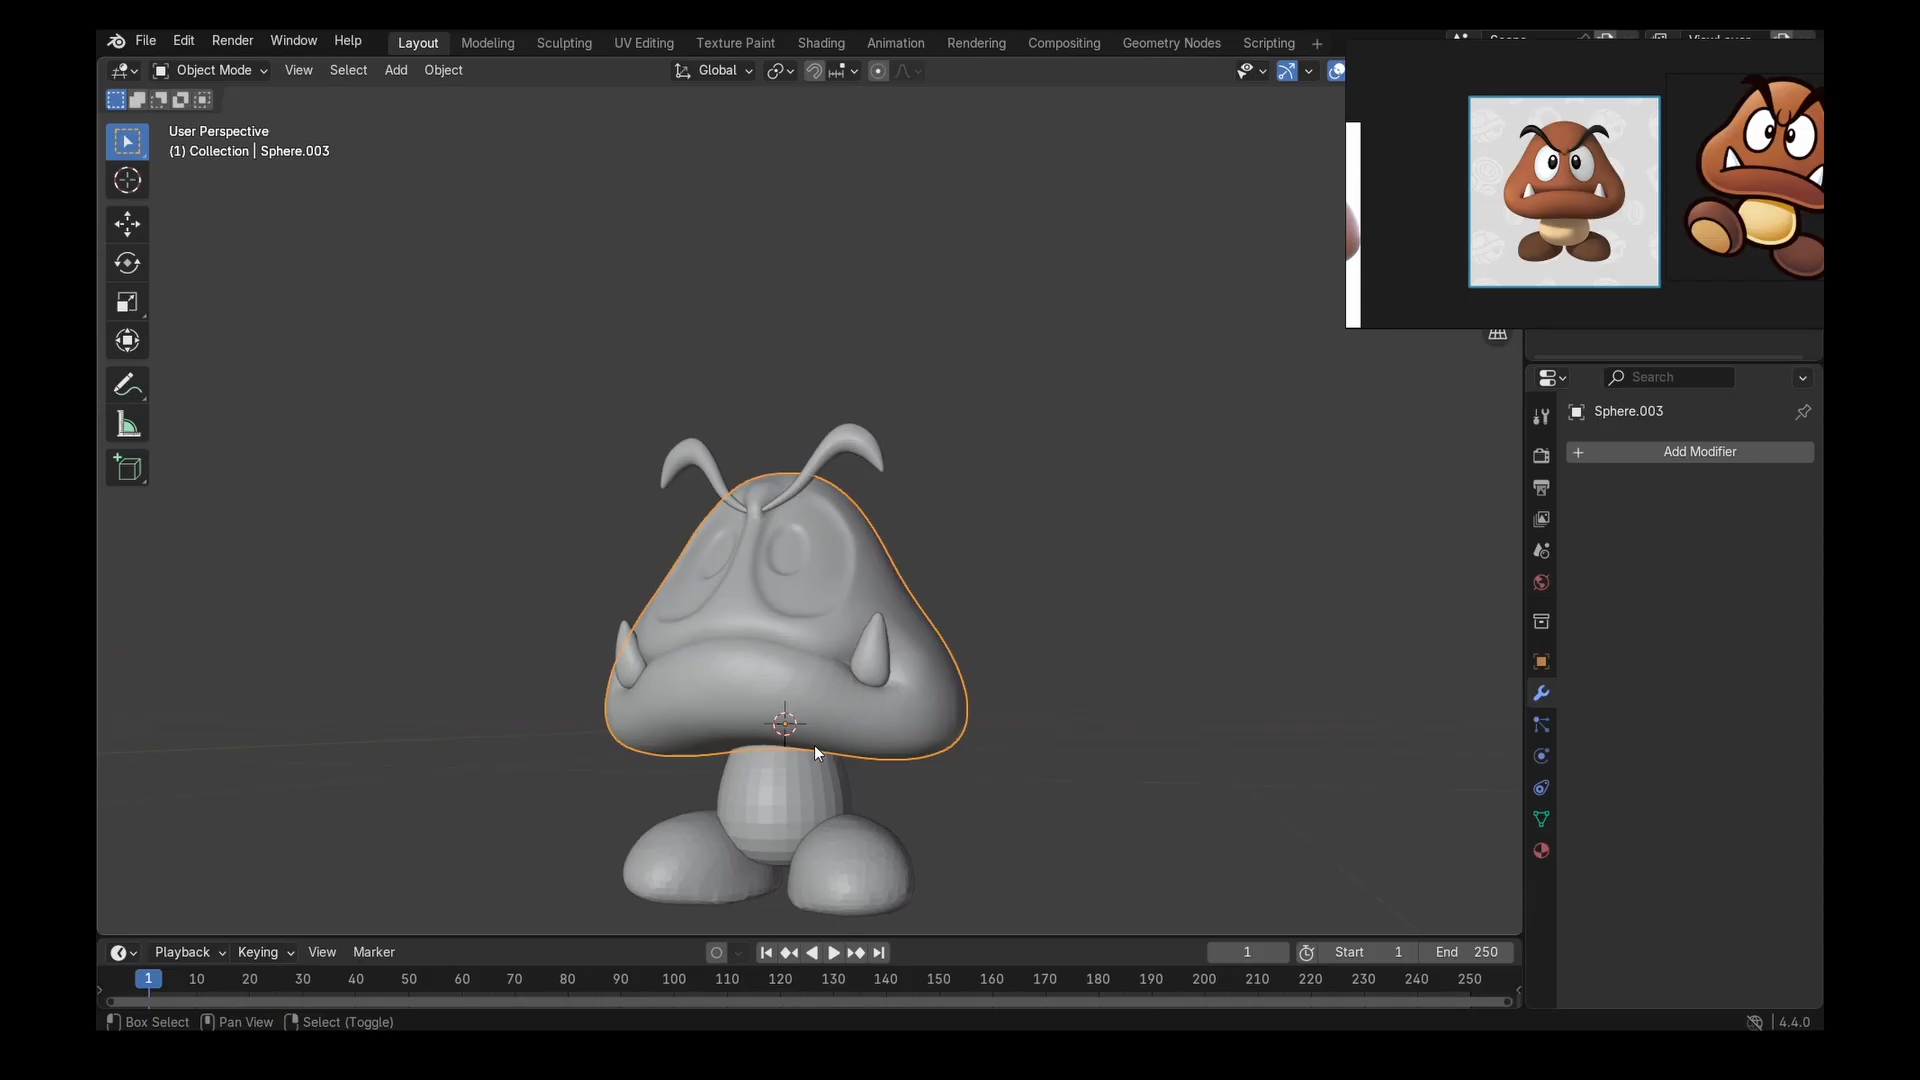 File Edit Render Window Help Layout Modeling Sculpting UV Editing Texture Paint Shading Animation Rendering Compositing Geometry Nodes Scripting +
Object Mode View Select Add Object Global
User Perspective
(1) Collection | Sphere.003
Search
Sphere.003
+ Add Modifier
Playback Keying View Marker 1 Start 1 End 250
1 10 20 30 40 50 60 70 80 90 100 110 120 130 140 150 160 170 180 190 200 210 220 230 240 250
Box Select Pan View Select (Toggle) 4.4.0